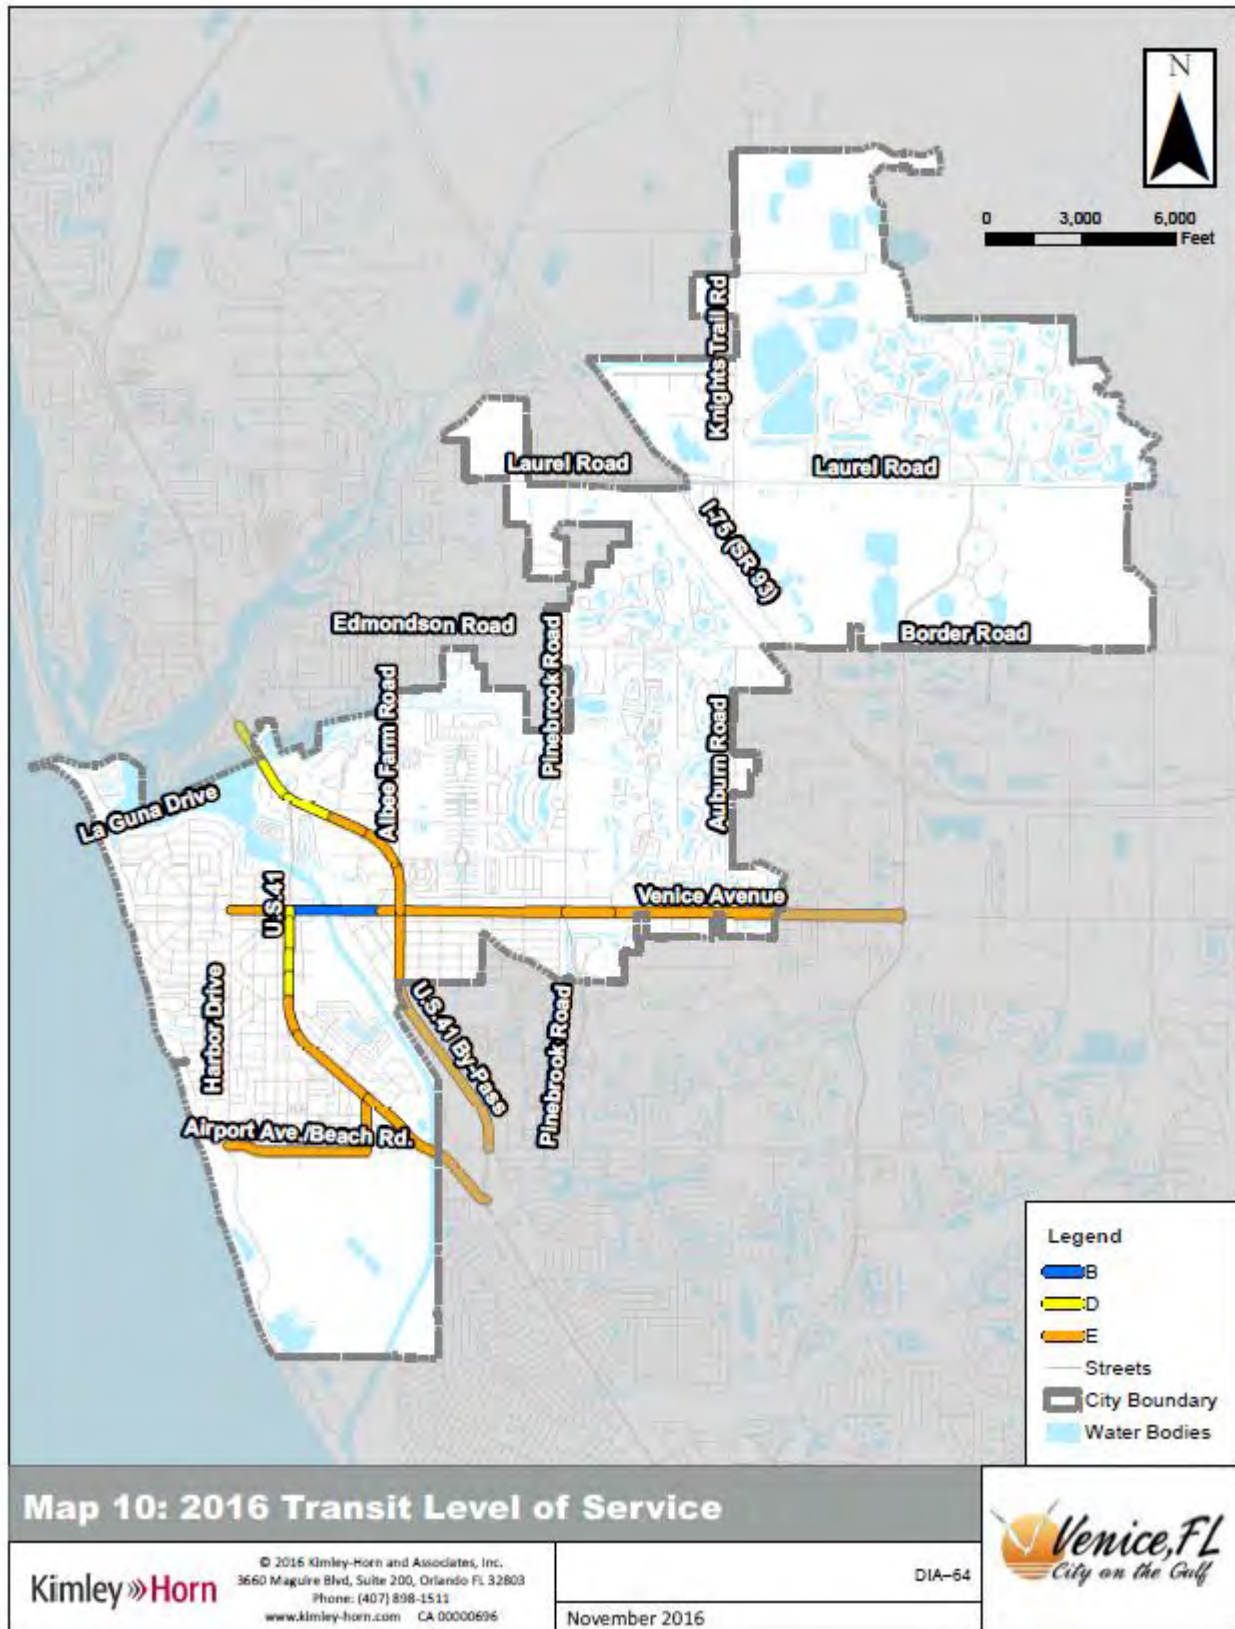 N
0 3,000 6,000
Feet
Knights Trail Rd
Laurel Road
Laurel Road
I-75 (SR 93)
Edmondson Road
Border Road
Pinebrook Road
Albee Farm Road
Auburn Road
La Guna Drive
Venice Avenue
U.S.41
Harbor Drive
U.S.41 By-Pass
Pinebrook Road
Airport Ave./Beach Rd.
Legend
B
D
E
Streets
City Boundary
Water Bodies
Map 10: 2016 Transit Level of Service
Kimley»Horn
© 2016 Kimley-Horn and Associates, Inc.
3660 Maguire Blvd, Suite 200, Orlando FL 32803
Phone: (407) 898-1511
www.kimley-horn.com CA 00000696
DIA–64
November 2016
Venice, FL
City on the Gulf